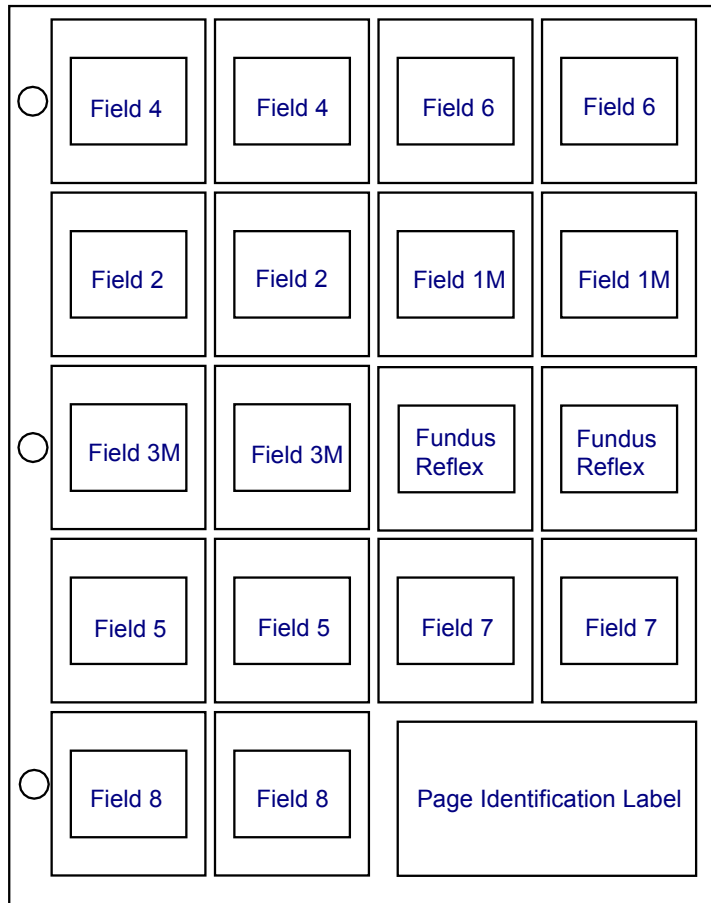 Field 4
Field 4
Field 6
Field 6
Field 2
Field 2
Field 1M
Field 1M
Field 3M
Field 3M
Fundus
Reflex
Fundus
Reflex
Field 5
Field 5
Field 7
Field 7
Field 8
Field 8
Page Identification Label